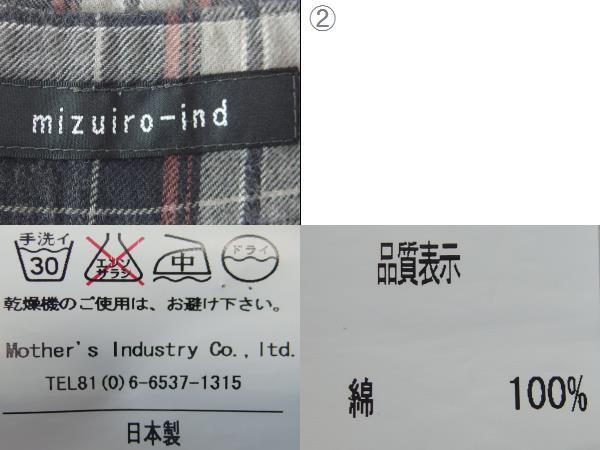 mizuiro-ind
②
手洗イ
30
エンソ
サラシ
中
ドライ
乾燥機のご使用は、お避け下さい。
Mother's Industry Co.,ltd.
TEL81(0)6-6537-1315
日本製
品質表示
綿 100%